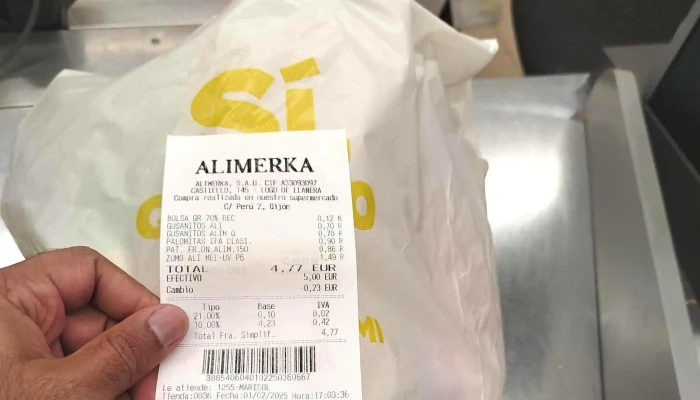 Sí
ALIMERKA
ALIMERKA, S.A.U. CIF A33093097
CASTIELLO, 145 - LUGO DE LLANERA
Compra realizada en nuestro supermercado
C/ Perú 2, Gijón
BOLSA GR 70% REC 0,12 R
GUSANITOS ALI 0,70 R
GUSANITOS ALIM Q 0,70 R
PALOMITAS IFA CLASI. 0,90 R
PAT. FR.ON.ALIM.150 0,86 R
ZUMO ALI MEL-UV P6 1,49 R
TOTAL 4,77 EUR
EFECTIVO 5,00 EUR
Cambio -0,23 EUR
Tipo Base IVA
21.00% 0,10 0,02
10,00% 4,23 0,42
Total Fra. Simplif. 4,77
Le atiende: 1255-MARISOL
Tienda:0036 Fecha:01/02/2025 Hora:17:03:36